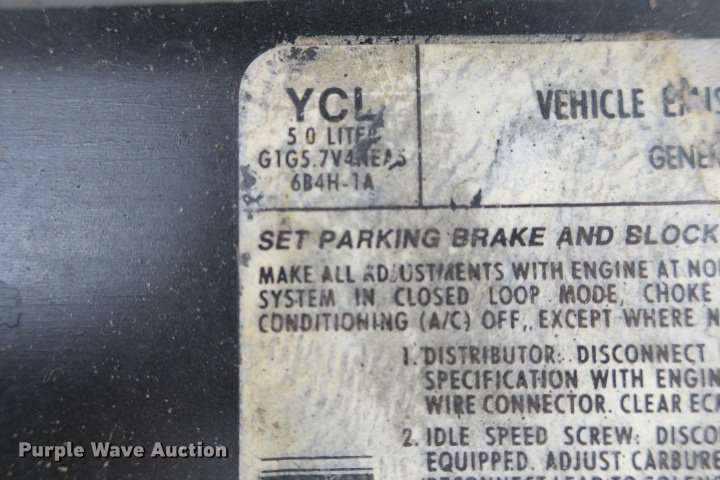 YCL
5 0 LITER
G1G5.7V4NEA5
6B4H-1A
VEHICLE EMIS
GENE
SET PARKING BRAKE AND BLOCK
MAKE ALL ADJUSTMENTS WITH ENGINE AT NO
SYSTEM IN CLOSED LOOP MODE, CHOKE
CONDITIONING (A/C) OFF, EXCEPT WHERE N
1. DISTRIBUTOR: DISCONNECT
SPECIFICATION WITH ENGIN
WIRE CONNECTOR. CLEAR EC
2. IDLE SPEED SCREW: DISCO
EQUIPPED. ADJUST CARBURE
Purple Wave Auction